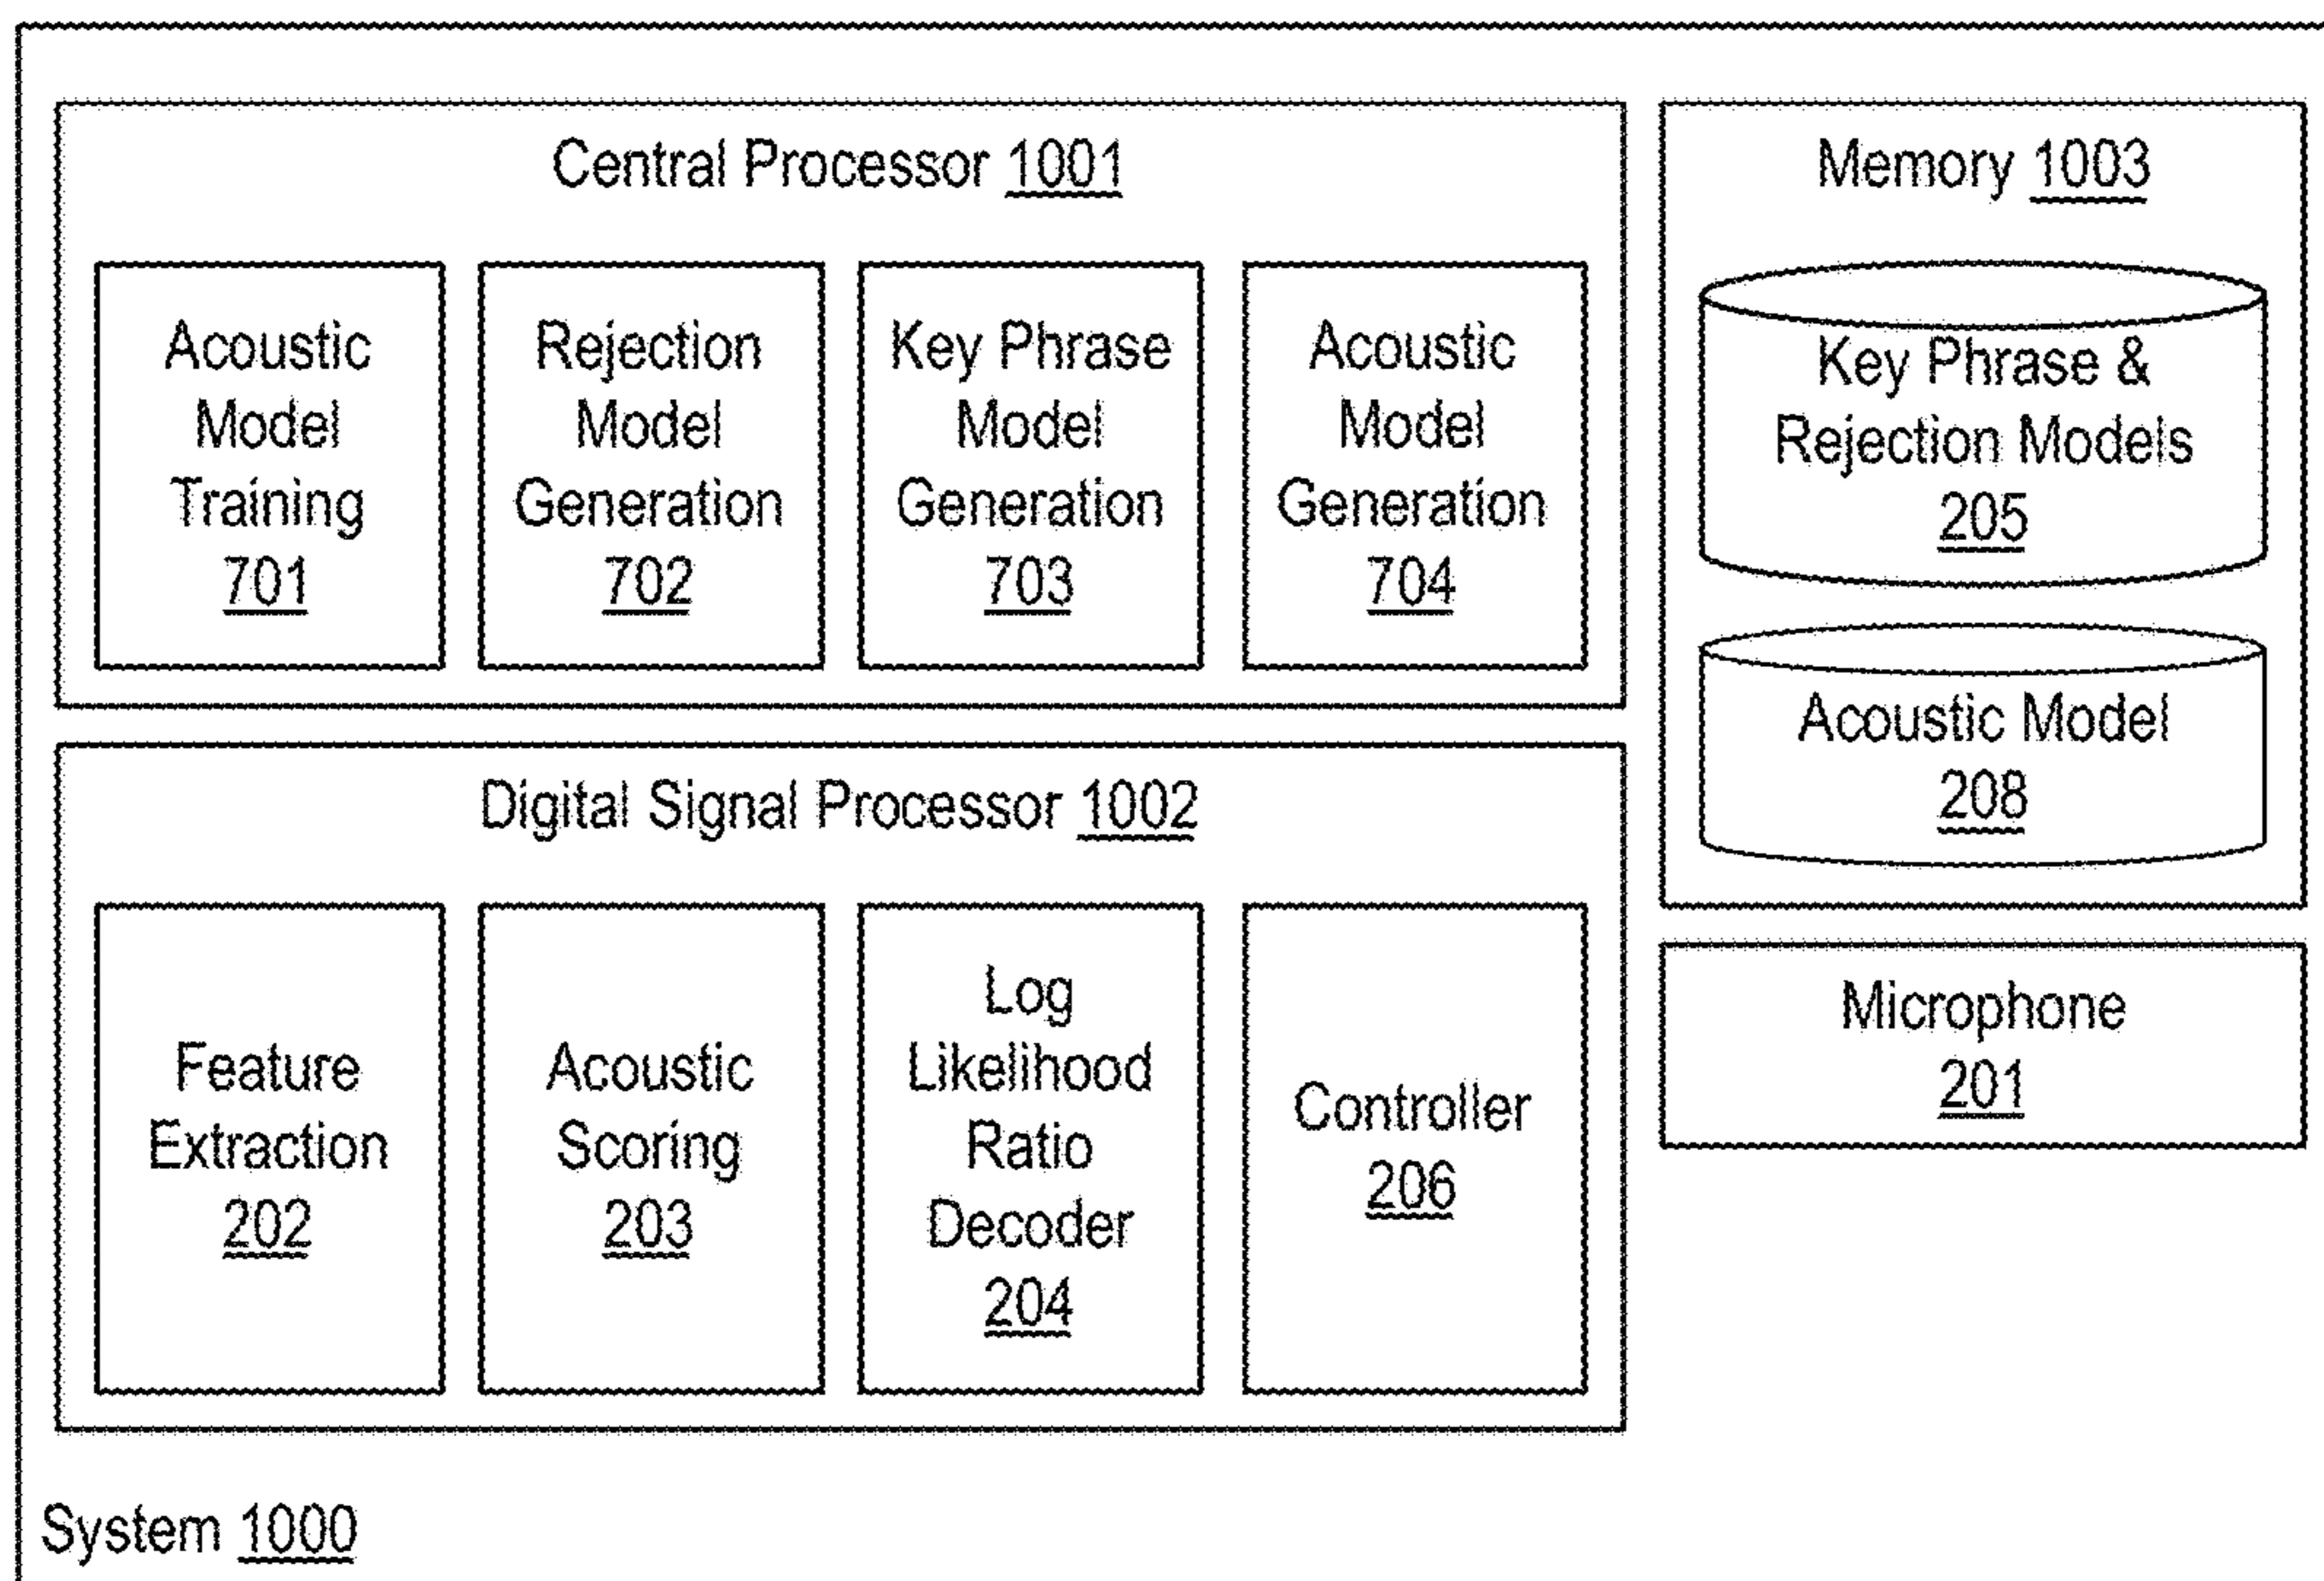 Central Processor 1001
Acoustic
Model
Training
701
Rejection
Model
Generation
702
Key Phrase
Model
Generation
703
Acoustic
Model
Generation
704
Memory 1003
Key Phrase &
Rejection Models
205
Acoustic Model
208
Digital Signal Processor 1002
Feature
Extraction
202
Acoustic
Scoring
203
Log
Likelihood
Ratio
Decoder
204
Controller
206
Microphone
201
System 1000